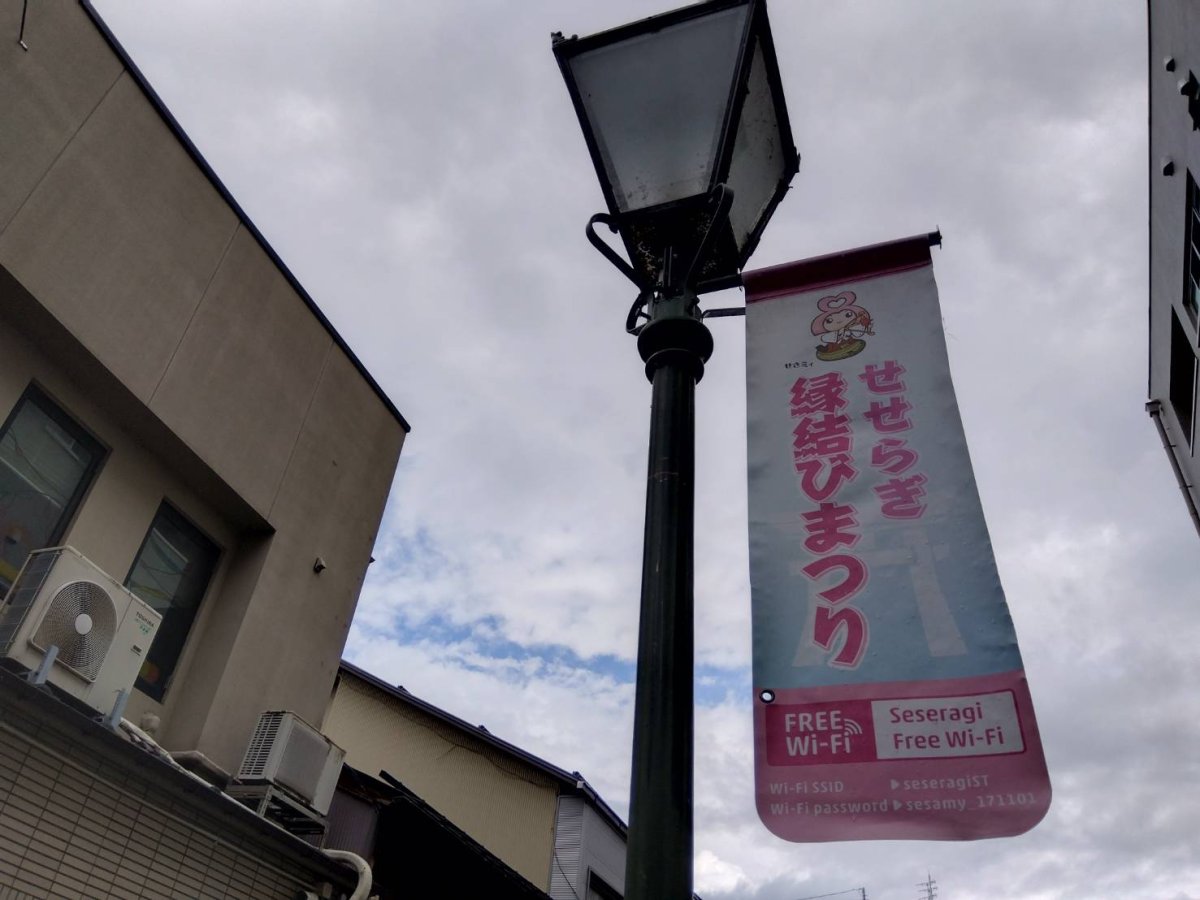 せきミィ
せせらぎ
縁結びまつり
FREE Wi-Fi
Seseragi
Free Wi-Fi
Wi-Fi SSID ▶seseragiST
Wi-Fi password ▶sesamy_171101
TOSHIBA